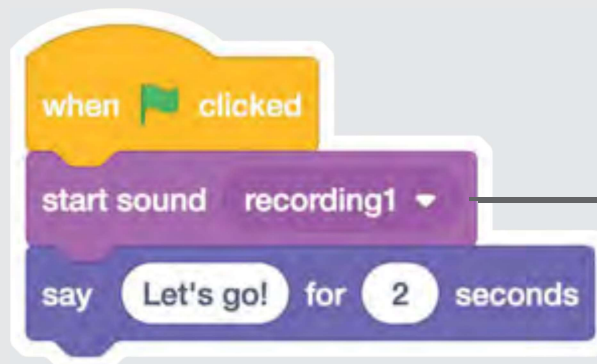 when clicked
start sound recording1
say Let's go! for 2 seconds